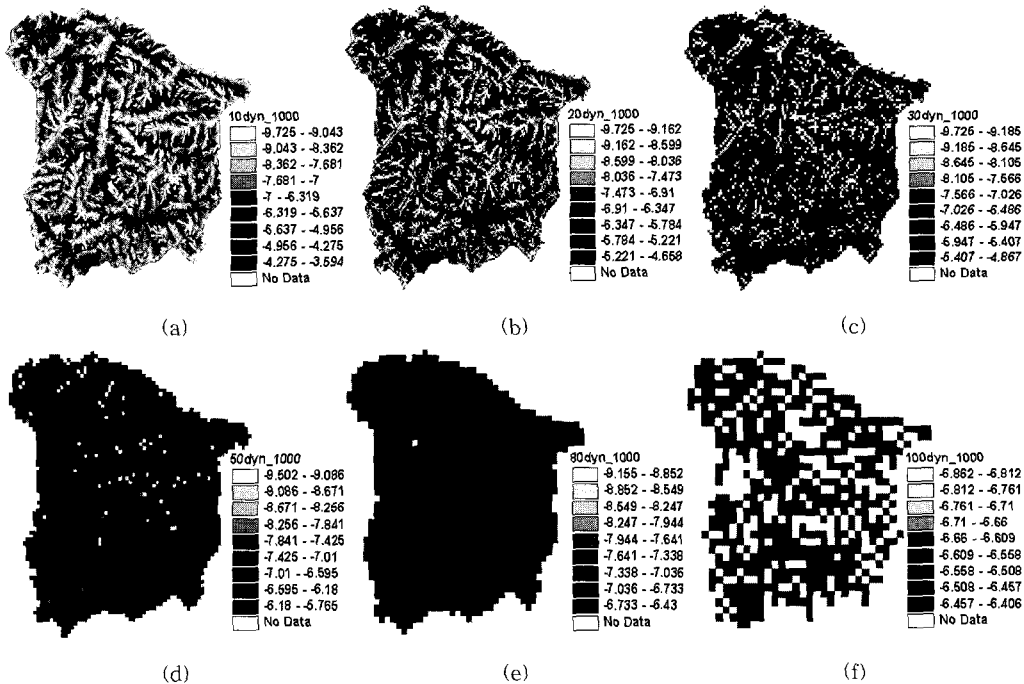 10dyn_1000
-9.725 - -9.043
-9.043 - -8.362
-8.362 - -7.681
-7.681 - -7
-7 - -6.319
-6.319 - -6.637
-5.637 - -4.956
-4.956 - -4.275
-4.275 - -3.594
No Data
(a)
20dyn_1000
-9.725 - -9.162
-9.162 - -8.599
-8.599 - -8.036
-8.036 - -7.473
-7.473 - -6.91
-6.91 - -6.347
-6.347 - -5.784
-5.784 - -5.221
-5.221 - -4.658
No Data
(b)
30dyn_1000
-9.725 - -9.185
-9.185 - -8.645
-8.645 - -8.105
-8.105 - -7.566
-7.566 - -7.026
-7.026 - -6.486
-6.486 - -5.947
-5.947 - -5.407
-5.407 - -4.867
No Data
(c)
50dyn_1000
-9.502 - -9.086
-9.086 - -8.671
-8.671 - -8.256
-8.256 - -7.841
-7.841 - -7.425
-7.425 - -7.01
-7.01 - -6.595
-6.595 - -6.18
-6.18 - -5.765
No Data
(d)
80dyn_1000
-9.155 - -8.852
-8.852 - -8.549
-8.549 - -8.247
-8.247 - -7.944
-7.944 - -7.641
-7.641 - -7.338
-7.338 - -7.036
-7.036 - -6.733
-6.733 - -6.43
No Data
(e)
100dyn_1000
-6.862 - -6.812
-6.812 - -6.761
-6.761 - -6.71
-6.71 - -6.66
-6.66 - -6.609
-6.609 - -6.558
-6.558 - -6.508
-6.508 - -6.457
-6.457 - -6.406
No Data
(f)